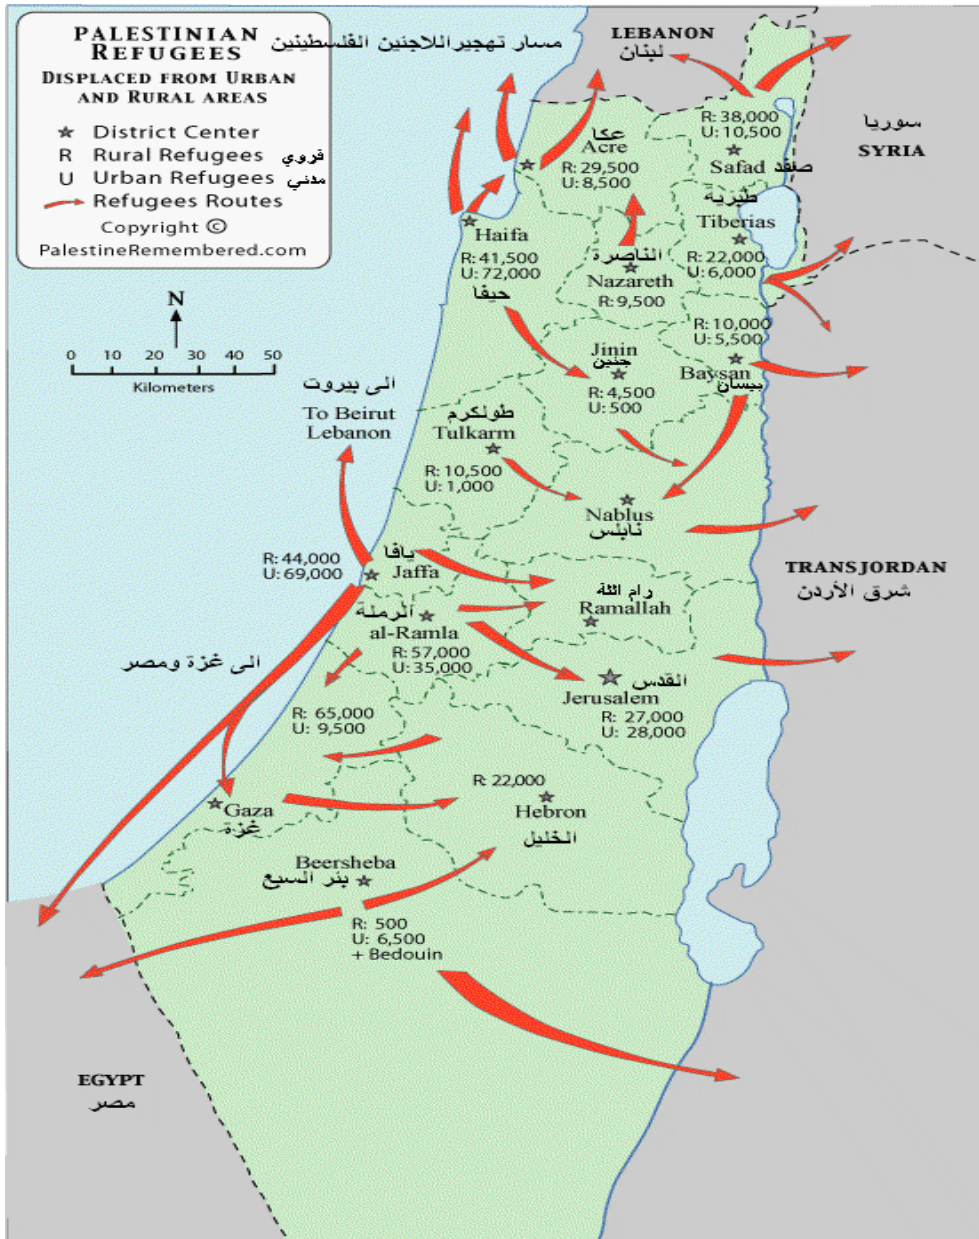 PALESTINIAN
REFUGEES
DISPLACED FROM URBAN
AND RURAL AREAS
District Center
R Rural Refugees قروي
U Urban Refugees مدني
Refugees Routes
Copyright ©
PalestineRemembered.com
مسار تهجير اللاجئين الفلسطينين
LEBANON
لبنان
سوريا
SYRIA
R: 38,000
U: 10,500
Safad صفد
عكا
Acre
R: 29,500
U: 8,500
طبريه
Tiberias
R: 22,000
U: 6,000
Haifa
R: 41,500
U: 72,000
حيفا
الناصرة
Nazareth
R: 9,500
N
0 10 20 30 40 50
Kilometers
R: 10,000
U: 5,500
Baysan
بيسان
Jinin
جنين
R: 4,500
U: 500
الى بيروت
To Beirut
Lebanon
طولكرم
Tulkarm
R: 10,500
U: 1,000
Nablus
نابلس
R: 44,000
U: 69,000
يافا
Jaffa
TRANSJORDAN
شرق الأردن
رام الله
Ramallah
الرملة
al-Ramla
R: 57,000
U: 35,000
الى غزة ومصر
القدس
Jerusalem
R: 27,000
U: 28,000
R: 65,000
U: 9,500
Gaza
غزة
R: 22,000
Hebron
الخليل
Beersheba
بئر السبع
R: 500
U: 6,500
+ Bedouin
EGYPT
مصر